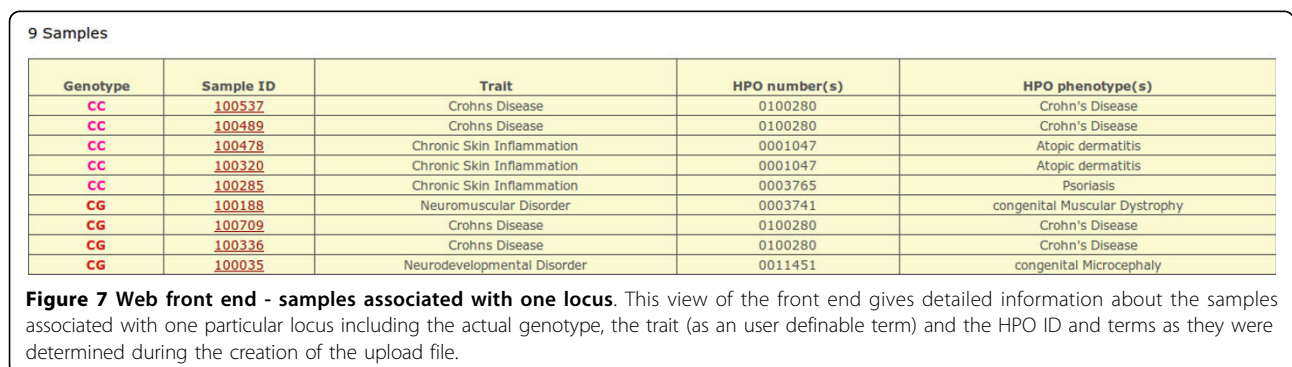 9 Samples
Genotype Sample ID Trait HPO number(s) HPO phenotype(s)
CC 100537 Crohns Disease 0100280 Crohn's Disease
CC 100489 Crohns Disease 0100280 Crohn's Disease
CC 100478 Chronic Skin Inflammation 0001047 Atopic dermatitis
CC 100320 Chronic Skin Inflammation 0001047 Atopic dermatitis
CC 100285 Chronic Skin Inflammation 0003765 Psoriasis
CG 100188 Neuromuscular Disorder 0003741 congenital Muscular Dystrophy
CG 100709 Crohns Disease 0100280 Crohn's Disease
CG 100336 Crohns Disease 0100280 Crohn's Disease
CG 100035 Neurodevelopmental Disorder 0011451 congenital Microcephaly
Figure 7 Web front end - samples associated with one locus. This view of the front end gives detailed information about the samples
associated with one particular locus including the actual genotype, the trait (as an user definable term) and the HPO ID and terms as they were
determined during the creation of the upload file.